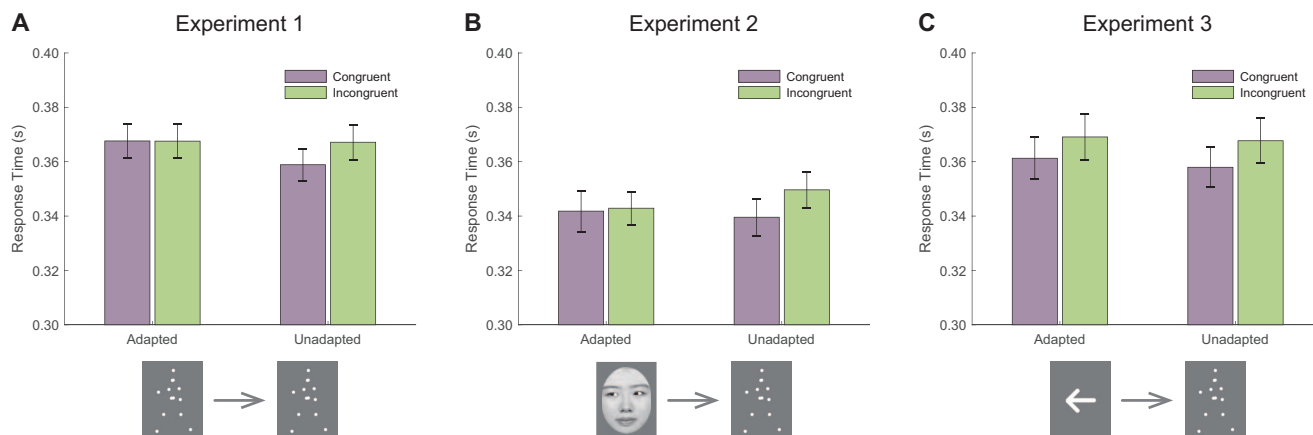 A Experiment 1
Congruent
Incongruent
Response Time (s)
0.40
0.38
0.36
0.34
0.32
0.30
Adapted Unadapted
B Experiment 2
Congruent
Incongruent
Response Time (s)
0.40
0.38
0.36
0.34
0.32
0.30
Adapted Unadapted
C Experiment 3
Congruent
Incongruent
Response Time (s)
0.40
0.38
0.36
0.34
0.32
0.30
Adapted Unadapted